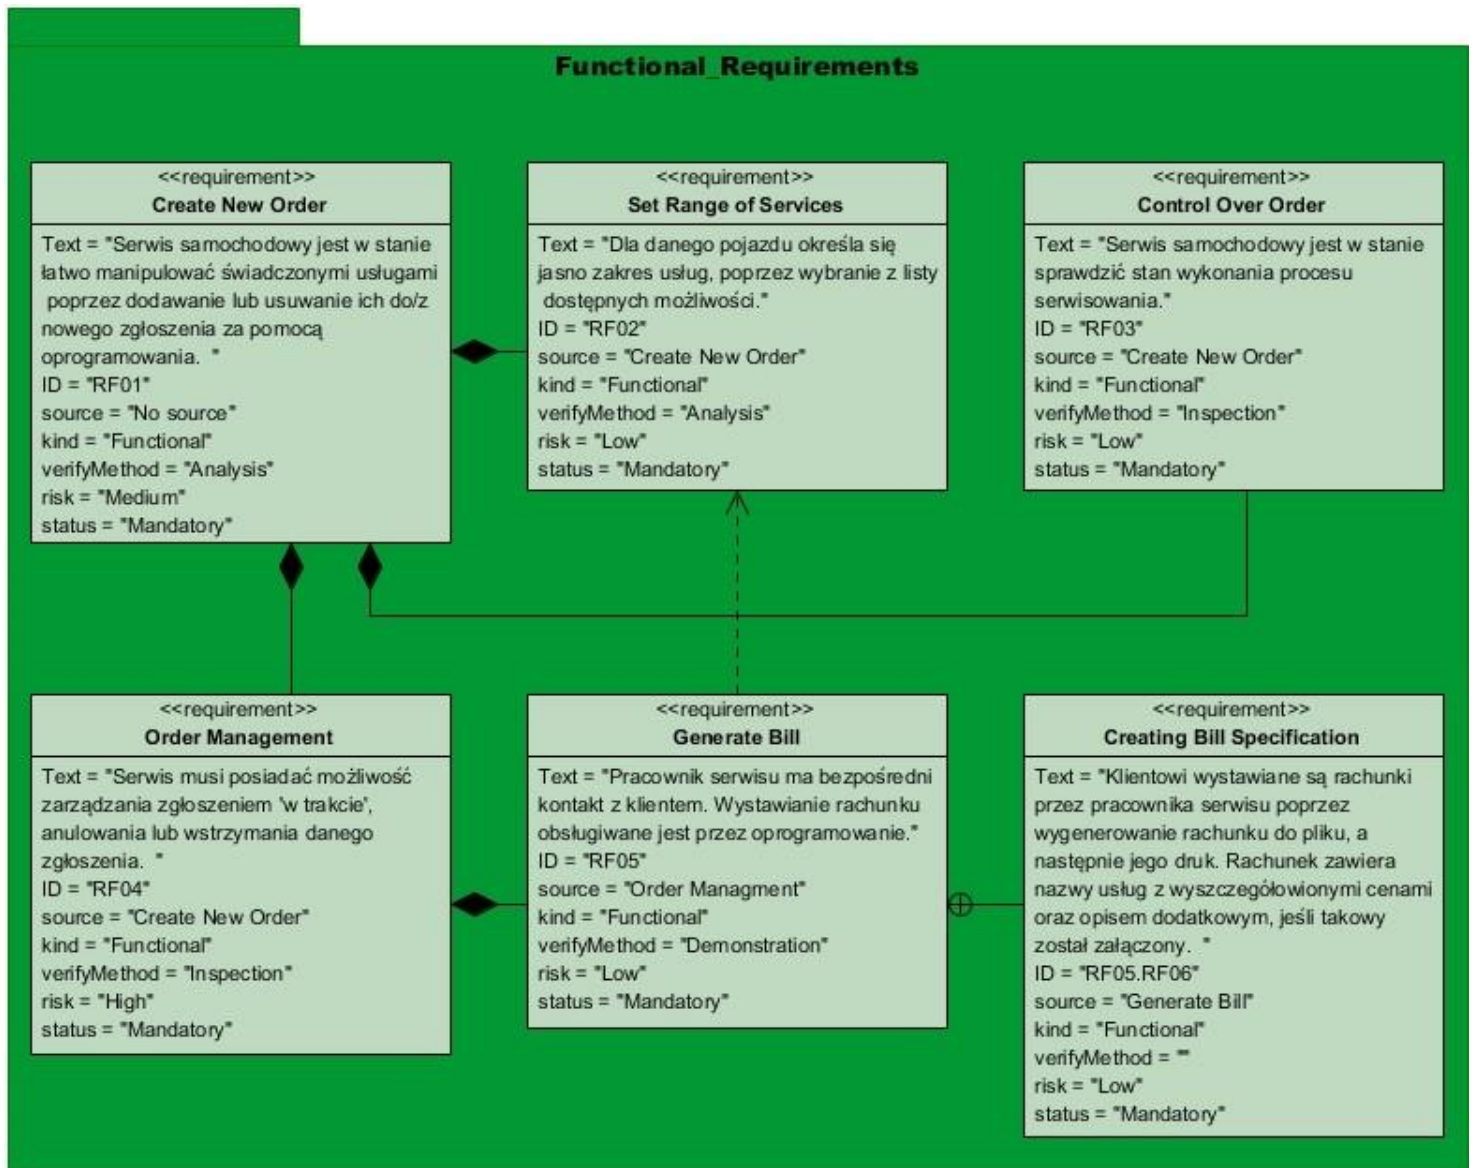 Functional_Requirements
<<requirement>>
Create New Order
Text = "Serwis samochodowy jest w stanie
łatwo manipulować świadczonymi usługami
poprzez dodawanie lub usuwanie ich do/z
nowego zgłoszenia za pomocą
oprogramowania. "
ID = "RF01"
source = "No source"
kind = "Functional"
verifyMethod = "Analysis"
risk = "Medium"
status = "Mandatory"
<<requirement>>
Set Range of Services
Text = "Dla danego pojazdu określa się
jasno zakres usług, poprzez wybranie z listy
dostępnych możliwości."
ID = "RF02"
source = "Create New Order"
kind = "Functional"
verifyMethod = "Analysis"
risk = "Low"
status = "Mandatory"
<<requirement>>
Control Over Order
Text = "Serwis samochodowy jest w stanie
sprawdzić stan wykonania procesu
serwisowania."
ID = "RF03"
source = "Create New Order"
kind = "Functional"
verifyMethod = "Inspection"
risk = "Low"
status = "Mandatory"
<<requirement>>
Order Management
Text = "Serwis musi posiadać możliwość
zarządzania zgłoszeniem 'w trakcie',
anulowania lub wstrzymania danego
zgłoszenia. "
ID = "RF04"
source = "Create New Order"
kind = "Functional"
verifyMethod = "Inspection"
risk = "High"
status = "Mandatory"
<<requirement>>
Generate Bill
Text = "Pracownik serwisu ma bezpośredni
kontakt z klientem. Wystawianie rachunku
obsługiwane jest przez oprogramowanie."
ID = "RF05"
source = "Order Managment"
kind = "Functional"
verifyMethod = "Demonstration"
risk = "Low"
status = "Mandatory"
<<requirement>>
Creating Bill Specification
Text = "Klientowi wystawiane są rachunki
przez pracownika serwisu poprzez
wygenerowanie rachunku do pliku, a
następnie jego druk. Rachunek zawiera
nazwy usług z wyszczegółowionymi cenami
oraz opisem dodatkowym, jeśli takowy
został załączony. "
ID = "RF05.RF06"
source = "Generate Bill"
kind = "Functional"
verifyMethod = ""
risk = "Low"
status = "Mandatory"